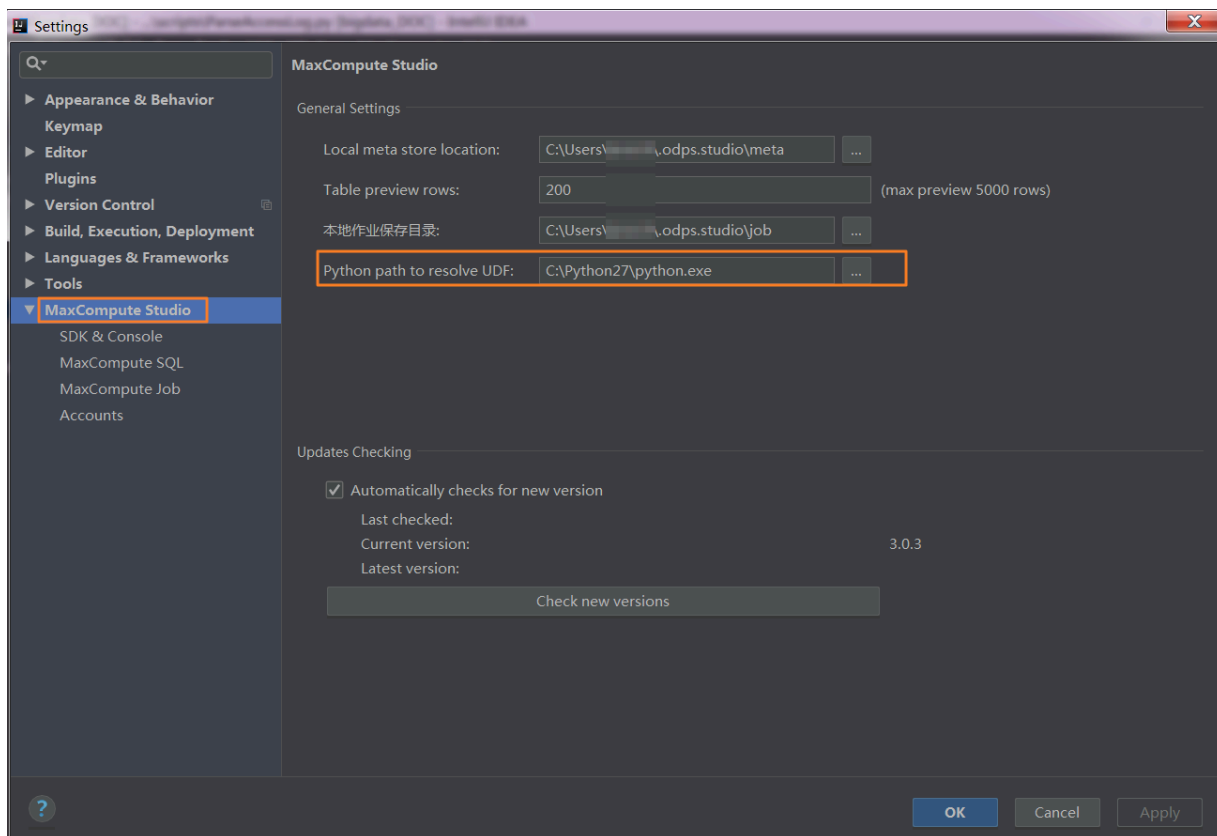 Settings
MaxCompute Studio
Appearance & Behavior
Keymap
Editor
Plugins
Version Control
Build, Execution, Deployment
Languages & Frameworks
Tools
MaxCompute Studio
SDK & Console
MaxCompute SQL
MaxCompute Job
Accounts
General Settings
Local meta store location: C:\Users\ \.odps.studio\meta ...
Table preview rows: 200 (max preview 5000 rows)
本地作业保存目录: C:\Users\ \.odps.studio\job ...
Python path to resolve UDF: C:\Python27\python.exe ...
Updates Checking
Automatically checks for new version
Last checked:
Current version: 3.0.3
Latest version:
Check new versions
?
OK Cancel Apply